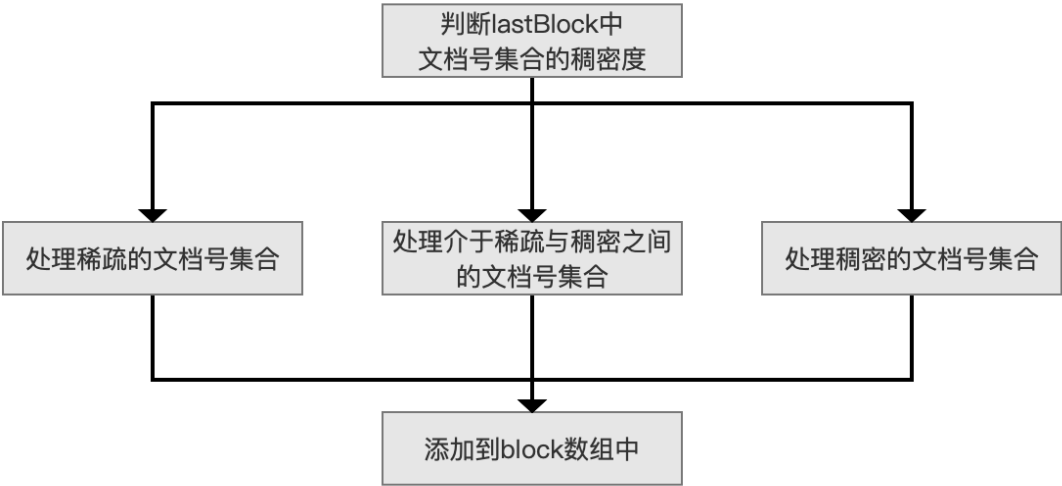 判断lastBlock中
文档号集合的稠密度
处理稀疏的文档号集合
处理介于稀疏与稠密之间
的文档号集合
处理稠密的文档号集合
添加到block数组中